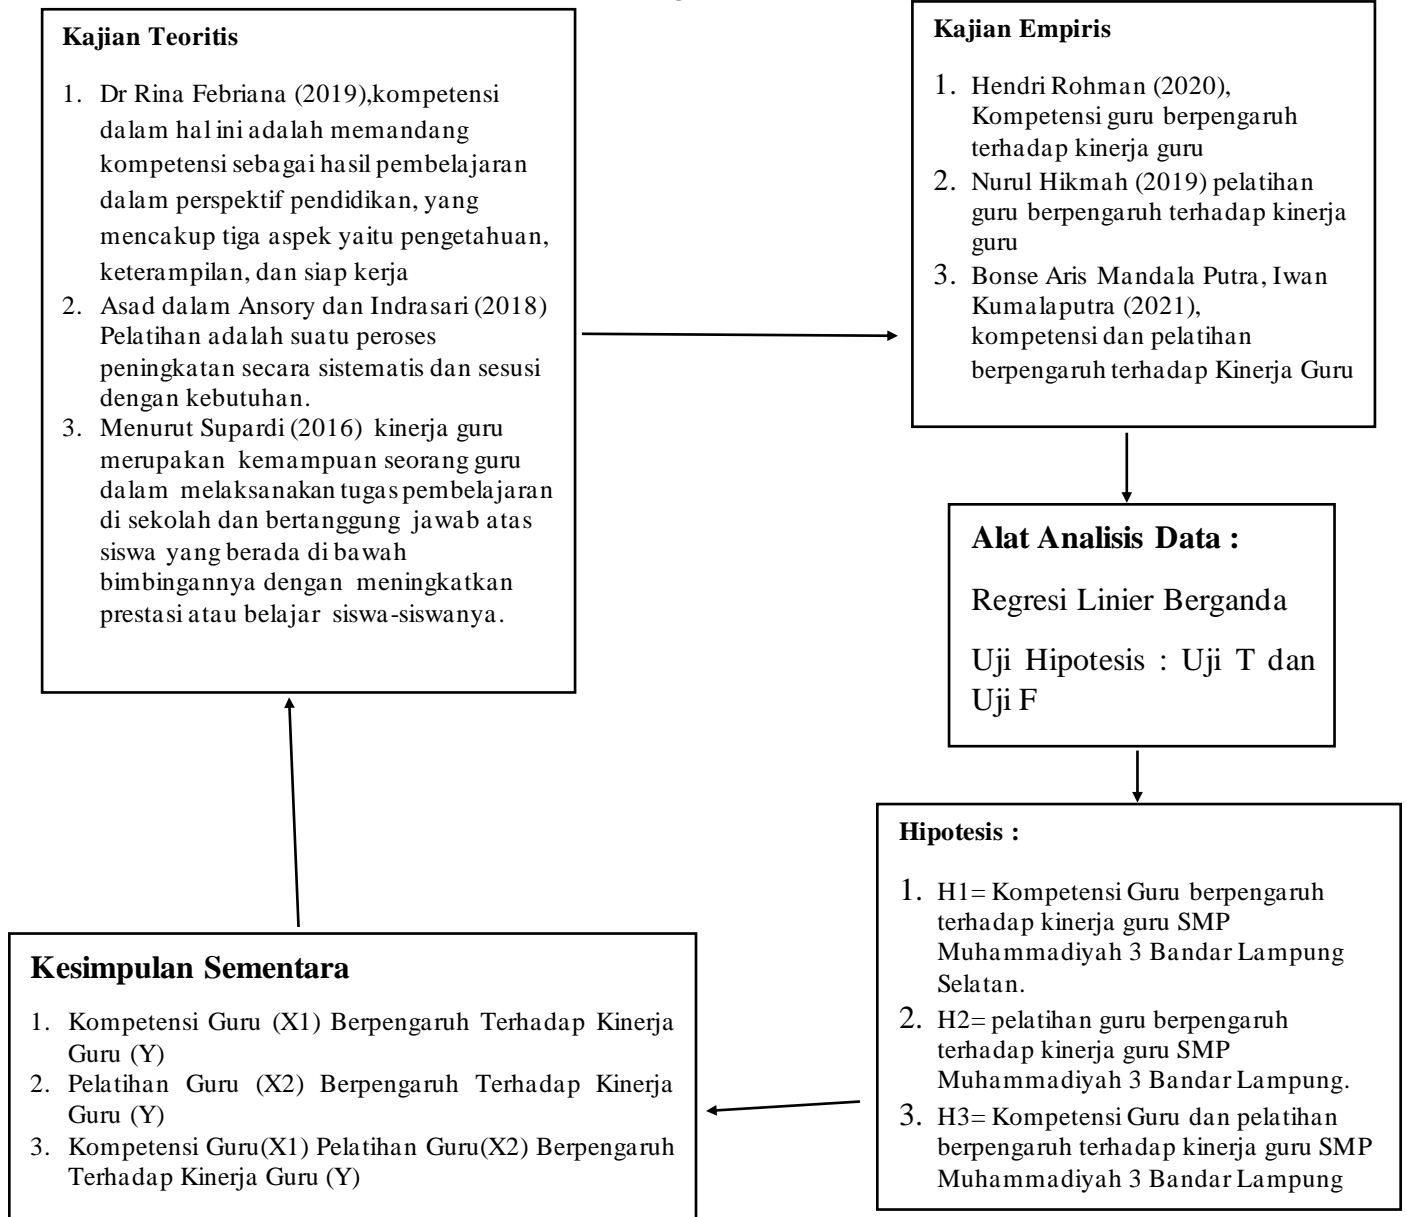 Kajian Teoritis
1. Dr Rina Febriana (2019),kompetensi
dalam hal ini adalah memandang
kompetensi sebagai hasil pembelajaran
dalam perspektif pendidikan, yang
mencakup tiga aspek yaitu pengetahuan,
keterampilan, dan siap kerja
2. Asad dalam Ansory dan Indrasari (2018)
Pelatihan adalah suatu peroses
peningkatan secara sistematis dan sesusi
dengan kebutuhan.
3. Menurut Supardi (2016) kinerja guru
merupakan kemampuan seorang guru
dalam melaksanakan tugas pembelajaran
di sekolah dan bertanggung jawab atas
siswa yang berada di bawah
bimbingannya dengan meningkatkan
prestasi atau belajar siswa-siswanya.
Kajian Empiris
1. Hendri Rohman (2020),
Kompetensi guru berpengaruh
terhadap kinerja guru
2. Nurul Hikmah (2019) pelatihan
guru berpengaruh terhadap kinerja
guru
3. Bonse Aris Mandala Putra, Iwan
Kumalaputra (2021),
kompetensi dan pelatihan
berpengaruh terhadap Kinerja Guru
Alat Analisis Data :
Regresi Linier Berganda
Uji Hipotesis : Uji T dan
Uji F
Hipotesis :
1. H1= Kompetensi Guru berpengaruh
terhadap kinerja guru SMP
Muhammadiyah 3 Bandar Lampung
Selatan.
2. H2= pelatihan guru berpengaruh
terhadap kinerja guru SMP
Muhammadiyah 3 Bandar Lampung.
3. H3= Kompetensi Guru dan pelatihan
berpengaruh terhadap kinerja guru SMP
Muhammadiyah 3 Bandar Lampung
Kesimpulan Sementara
1. Kompetensi Guru (X1) Berpengaruh Terhadap Kinerja
Guru (Y)
2. Pelatihan Guru (X2) Berpengaruh Terhadap Kinerja
Guru (Y)
3. Kompetensi Guru(X1) Pelatihan Guru(X2) Berpengaruh
Terhadap Kinerja Guru (Y)